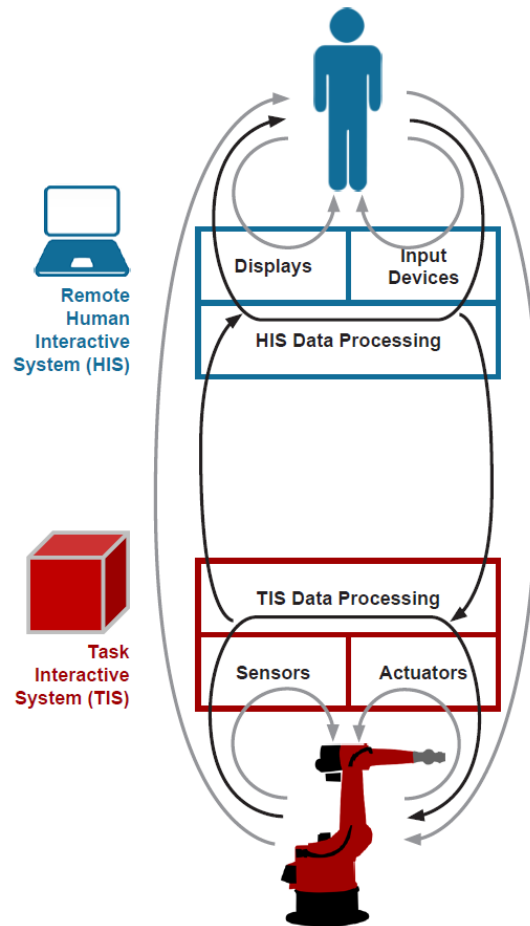 Displays
Input
Devices
HIS Data Processing
Remote
Human
Interactive
System (HIS)
TIS Data Processing
Sensors
Actuators
Task
Interactive
System (TIS)